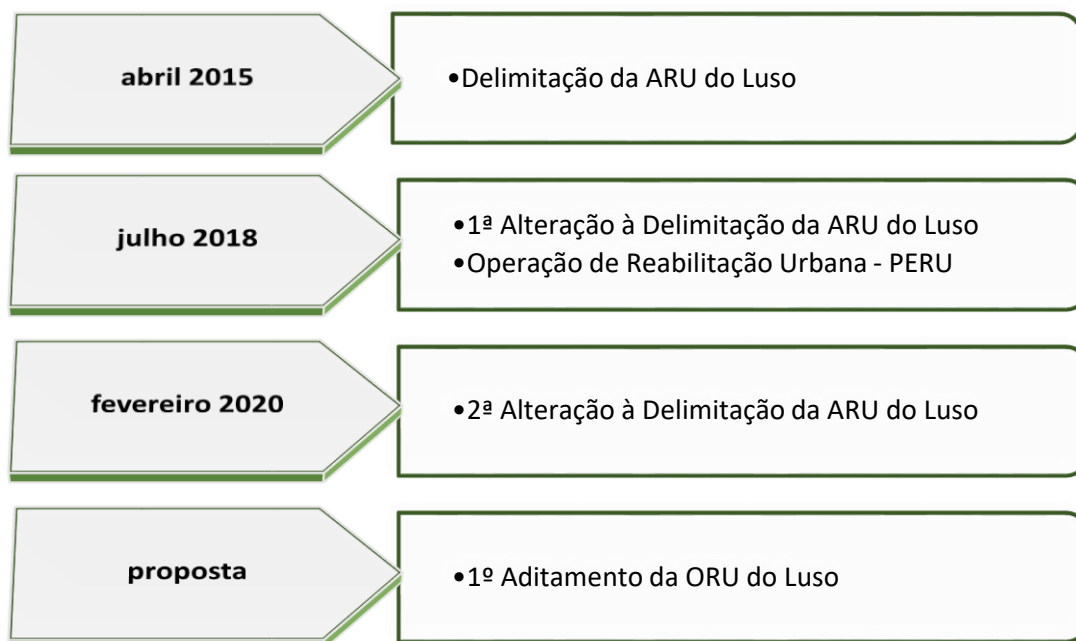 abril 2015
•Delimitação da ARU do Luso
julho 2018
•1ª Alteração à Delimitação da ARU do Luso
•Operação de Reabilitação Urbana - PERU
fevereiro 2020
•2ª Alteração à Delimitação da ARU do Luso
proposta
•1º Aditamento da ORU do Luso